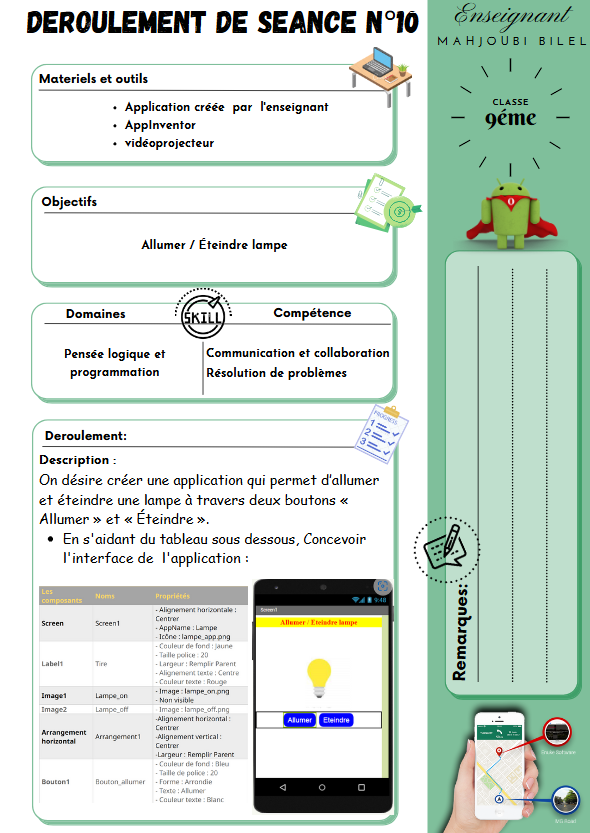 DEROULEMENT DE SEANCE N°10
Enseignant
MAHJOUBI BILEL
CLASSE
9éme
Materiels et outils
• Application créée par l'enseignant
• AppInventor
• vidéoprojecteur
Objectifs
Allumer / Éteindre lampe
Domaines
SKILL
Compétence
Pensée logique et
programmation
Communication et collaboration
Résolution de problèmes
PROGRESS
1
2
3
Deroulement:
Description :
On désire créer une application qui permet d'allumer
et éteindre une lampe à travers deux boutons «
Allumer » et « Éteindre ».
• En s'aidant du tableau sous dessous, Concevoir
l'interface de l'application :
Les composants Noms Propriétés
Screen Screen1 - Alignement horizontale :
Centrer
- AppName : Lampe
- Icône : lampe_app.png
Label1 Tire - Couleur de fond : Jaune
- Taille police : 20
- Largeur : Remplir Parent
- Alignement texte : Centre
- Couleur texte : Rouge
Image1 Lampe_on - Image : lampe_on.png
- Non visible
Image2 Lampe_off - Image : lampe_off.png
Arrangement horizontal Arrangement1 -Alignement horizontal :
Centrer
-Alignement vertical :
Centrer
-Largeur : Remplir Parent
Bouton1 Bouton_allumer - Couleur de fond : Bleu
- Taille de police : 20
- Forme : Arrondie
- Texte : Allumer
- Couleur texte : Blanc
9:48
Screen1
Allumer / Eteindre lampe
Allumer
Eteindre
Remarques: